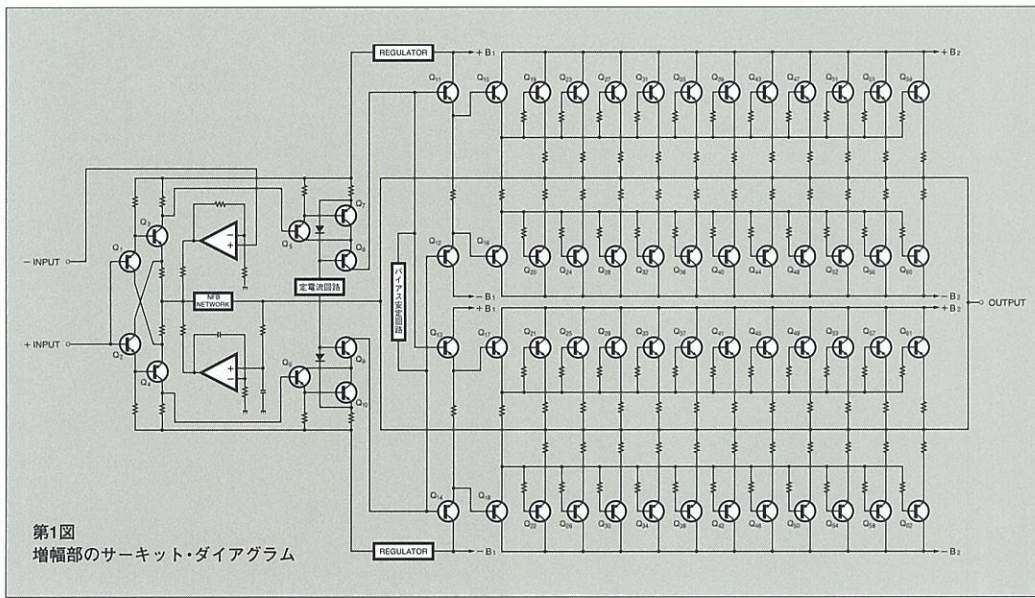 REGULATOR
+ B₁
+ B₂
Q₁₁
Q₁₅
Q₁₉
Q₂₃
Q₂₇
Q₃₁
Q₃₅
Q₃₉
Q₄₃
Q₄₇
Q₅₁
Q₅₅
Q₅₉
Q₃
Q₁
Q₅
Q₇
Q₈
− INPUT
NFB NETWORK
定電流回路
バイアス安定回路
Q₁₂
Q₁₆
Q₂₀
Q₂₄
Q₂₈
Q₃₂
Q₃₆
Q₄₀
Q₄₄
Q₄₈
Q₅₂
Q₅₆
Q₆₀
− B₁
− B₂
OUTPUT
+ B₁
+ B₂
+ INPUT
Q₂
Q₄
Q₆
Q₉
Q₁₀
Q₁₃
Q₁₇
Q₂₁
Q₂₅
Q₂₉
Q₃₃
Q₃₇
Q₄₁
Q₄₅
Q₄₉
Q₅₃
Q₅₇
Q₆₁
Q₁₄
Q₁₈
Q₂₂
Q₂₆
Q₃₀
Q₃₄
Q₃₈
Q₄₂
Q₄₆
Q₅₀
Q₅₄
Q₅₈
Q₆₂
REGULATOR
− B₁
− B₂
第1図
増幅部のサーキット・ダイアグラム